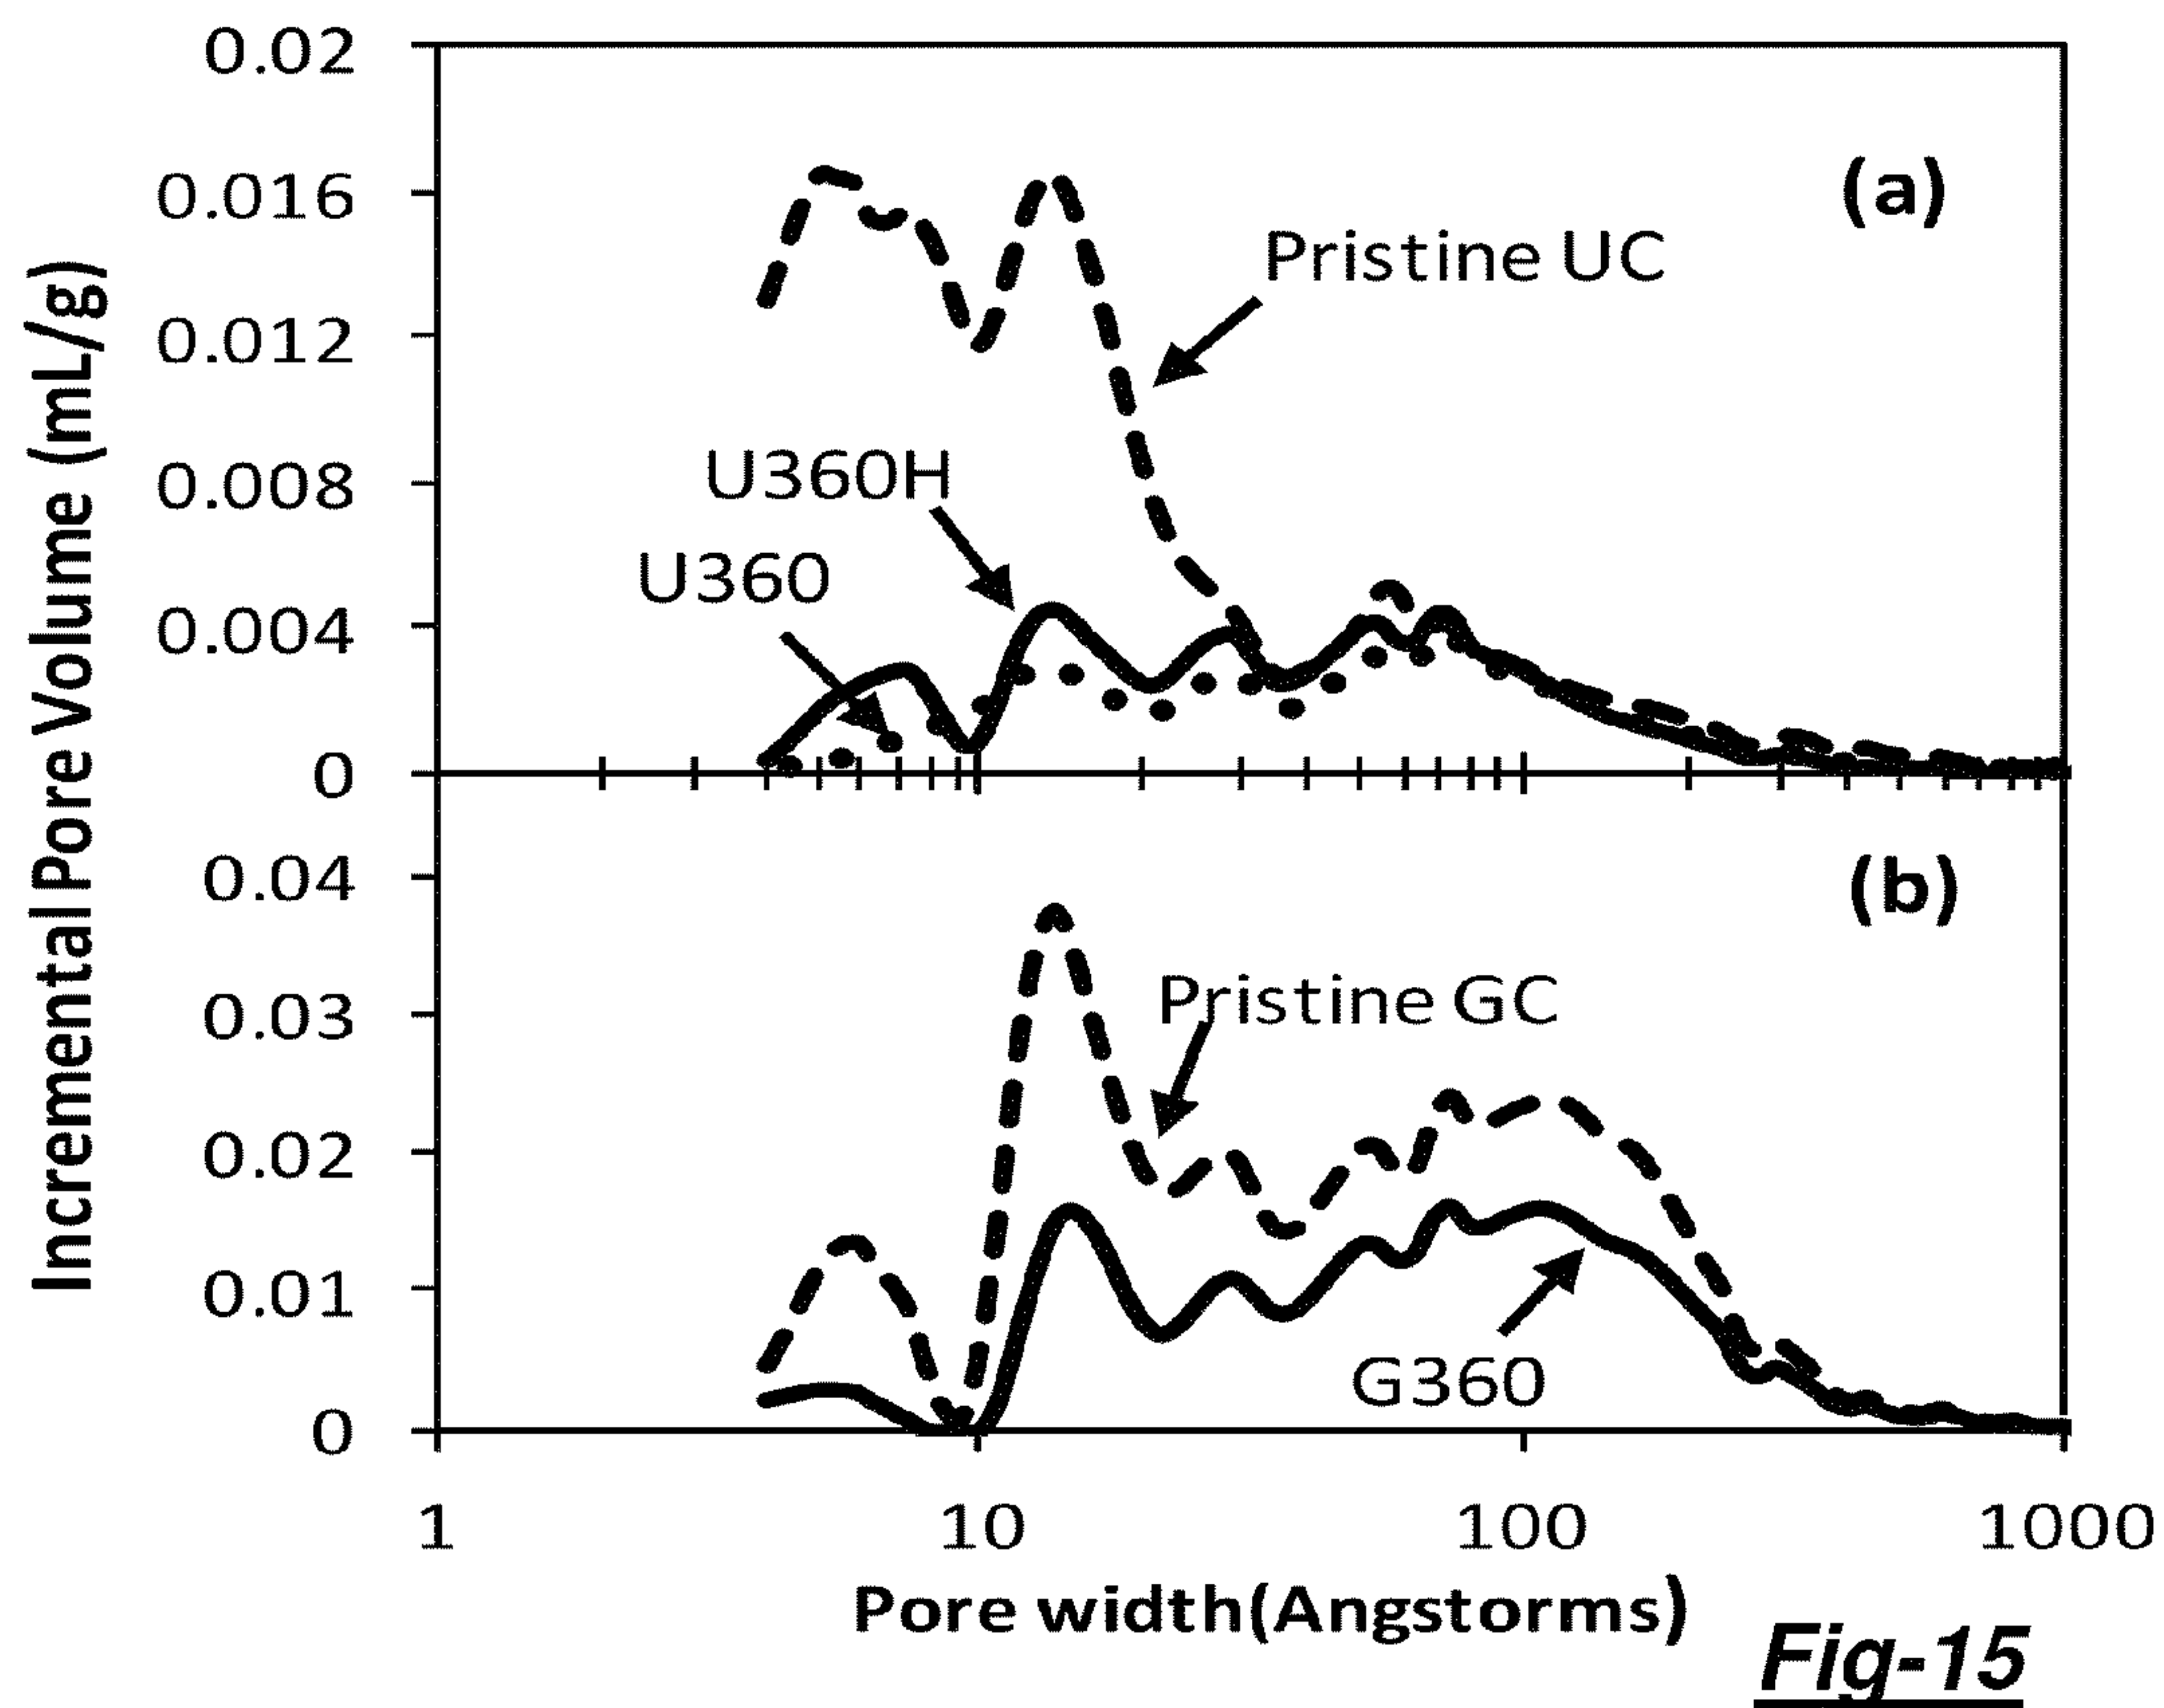 0.02
(a)
0.016
Pristine UC
0.012
U360H
0.008
U360
0.004
0
Incremental Pore Volume (mL/g)
0.04
(b)
0.03
Pristine GC
0.02
0.01
G360
0
1 10 100 1000
Pore width(Angstorms)
Fig-15